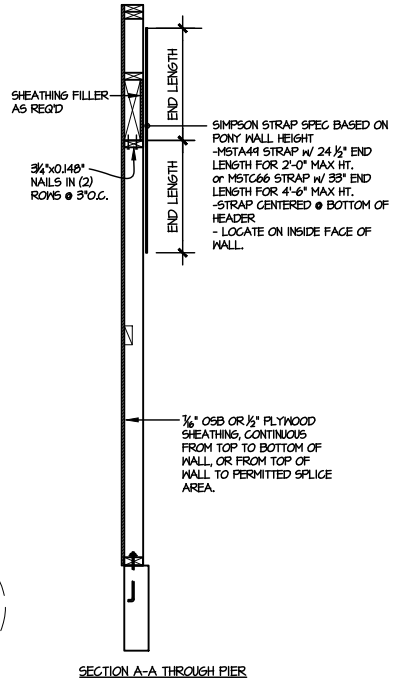 SHEATHING FILLER
AS REQ'D
3¼"x0.148"
NAILS IN (2)
ROWS @ 3"O.C.
END LENGTH
END LENGTH
SIMPSON STRAP SPEC BASED ON
PONY WALL HEIGHT
-MSTA49 STRAP W/ 24 ½" END
LENGTH FOR 2'-0" MAX HT.
or MSTC66 STRAP W/ 33" END
LENGTH FOR 4'-6" MAX HT.
-STRAP CENTERED @ BOTTOM OF
HEADER
- LOCATE ON INSIDE FACE OF
WALL.
7/16" OSB OR ½" PLYWOOD
SHEATHING, CONTINUOUS
FROM TOP TO BOTTOM OF
WALL, OR FROM TOP OF
WALL TO PERMITTED SPLICE
AREA.
SECTION A-A THROUGH PIER